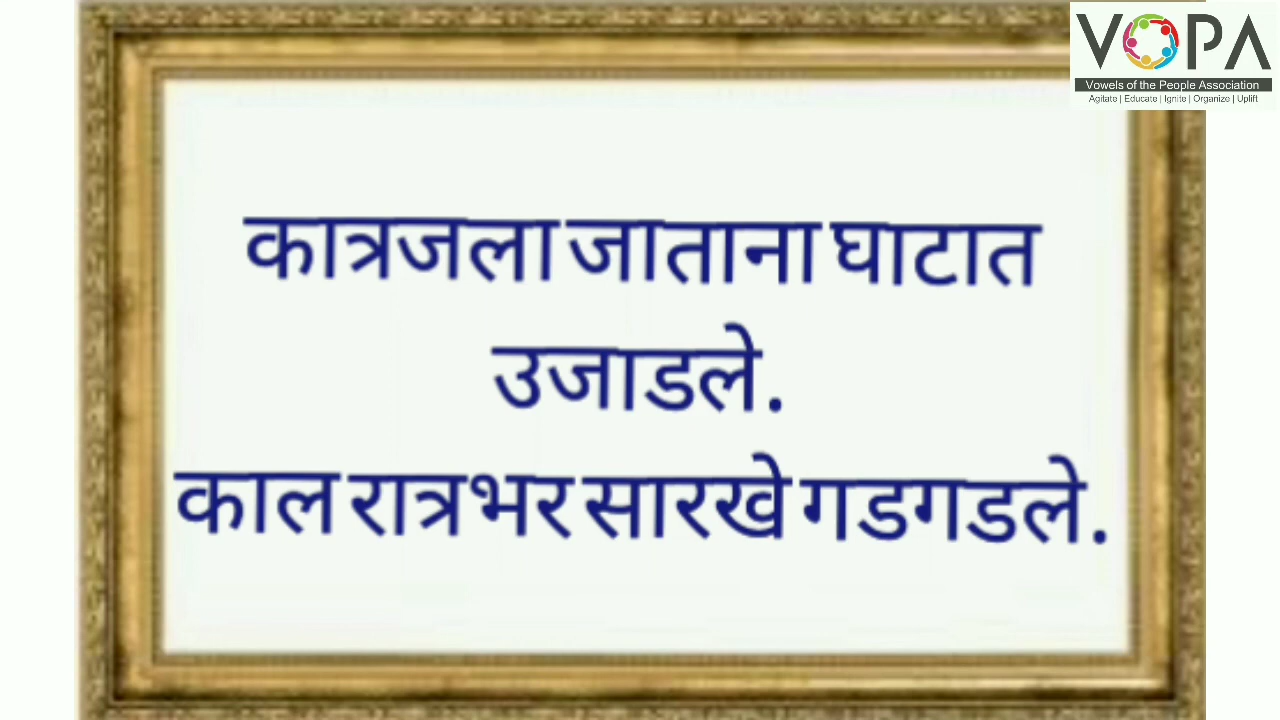 VOPA
Vowels of the People Association
Agitate | Educate | Ignite | Organize | Uplift
कात्रजला जाताना घाटात
उजाडले.
काल रात्रभर सारखे गडगडले.